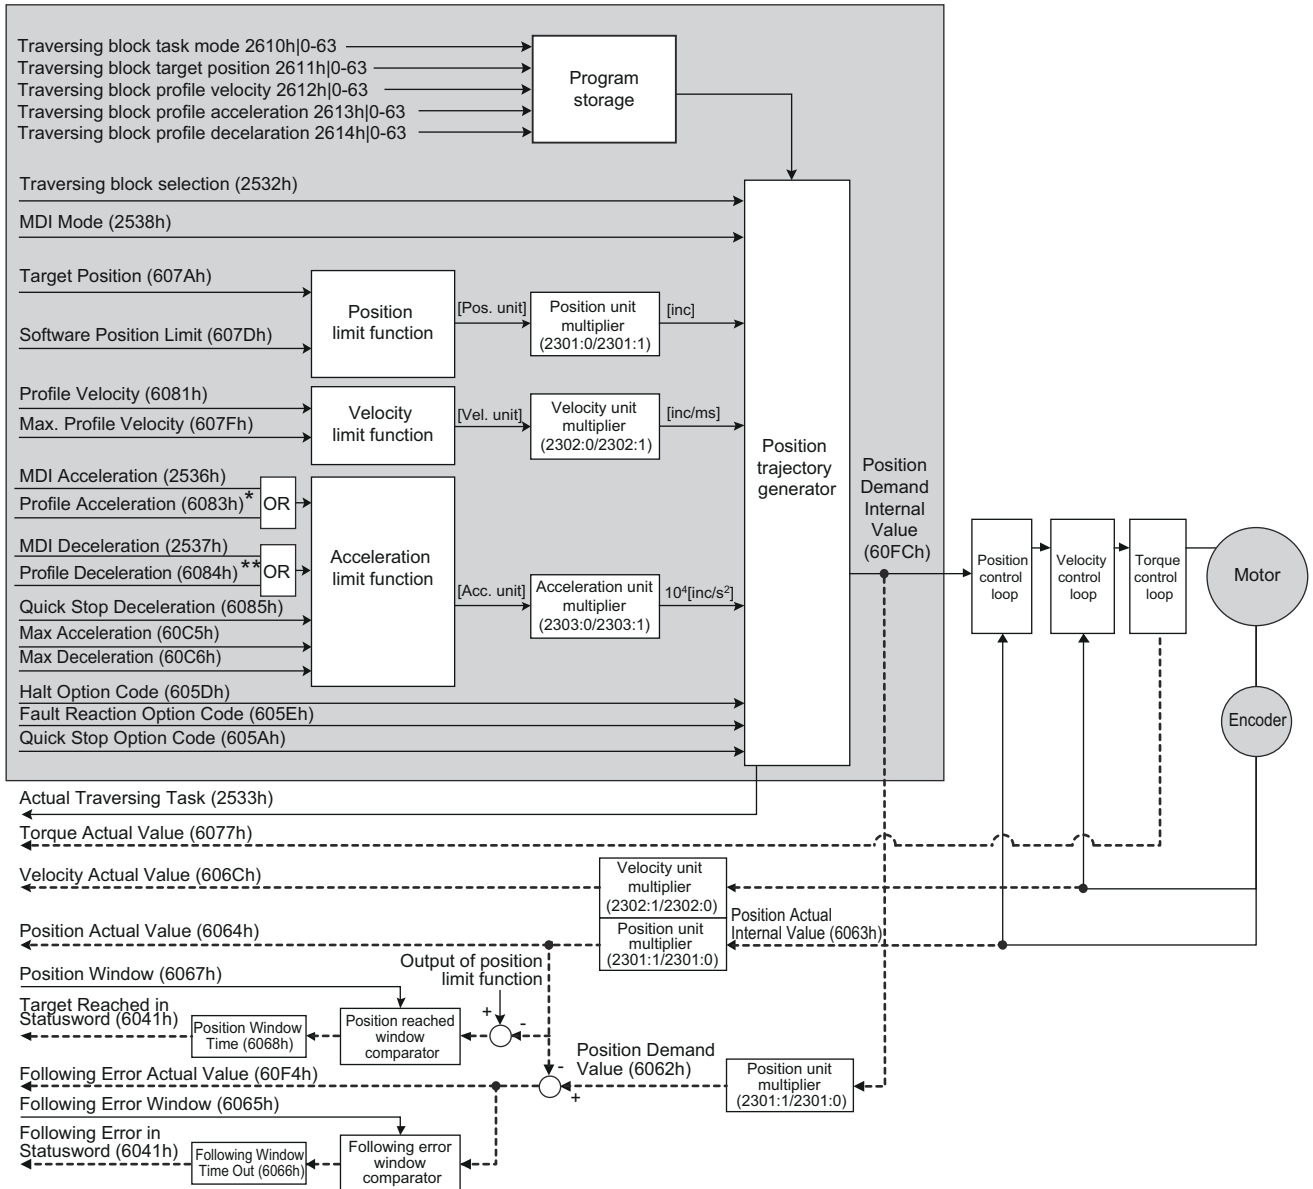 Traversing block task mode 2610h|0-63
Traversing block target position 2611h|0-63
Traversing block profile velocity 2612h|0-63
Traversing block profile acceleration 2613h|0-63
Traversing block profile decelaration 2614h|0-63
Program
storage
Traversing block selection (2532h)
MDI Mode (2538h)
Target Position (607Ah)
Software Position Limit (607Dh)
Position
limit function
[Pos. unit]
Position unit
multiplier
(2301:0/2301:1)
[inc]
Profile Velocity (6081h)
Max. Profile Velocity (607Fh)
Velocity
limit function
[Vel. unit]
Velocity unit
multiplier
(2302:0/2302:1)
[inc/ms]
MDI Acceleration (2536h)
Profile Acceleration (6083h)*
OR
MDI Deceleration (2537h)
Profile Deceleration (6084h)**
OR
Quick Stop Deceleration (6085h)
Max Acceleration (60C5h)
Max Deceleration (60C6h)
Acceleration
limit function
[Acc. unit]
Acceleration unit
multiplier
(2303:0/2303:1)
10⁴[inc/s²]
Halt Option Code (605Dh)
Fault Reaction Option Code (605Eh)
Quick Stop Option Code (605Ah)
Position
trajectory
generator
Position
Demand
Internal
Value
(60FCh)
Position
control
loop
Velocity
control
loop
Torque
control
loop
Motor
Encoder
Actual Traversing Task (2533h)
Torque Actual Value (6077h)
Velocity Actual Value (606Ch)
Velocity unit
multiplier
(2302:1/2302:0)
Position Actual Value (6064h)
Position unit
multiplier
(2301:1/2301:0)
Position Actual
Internal Value (6063h)
Position Window (6067h)
Output of position
limit function
+
-
Target Reached in
Statusword (6041h)
Position Window
Time (6068h)
Position reached
window
comparator
Following Error Actual Value (60F4h)
-
+
Position Demand
Value (6062h)
Position unit
multiplier
(2301:1/2301:0)
Following Error Window (6065h)
Following Error in
Statusword (6041h)
Following Window
Time Out (6066h)
Following error
window
comparator